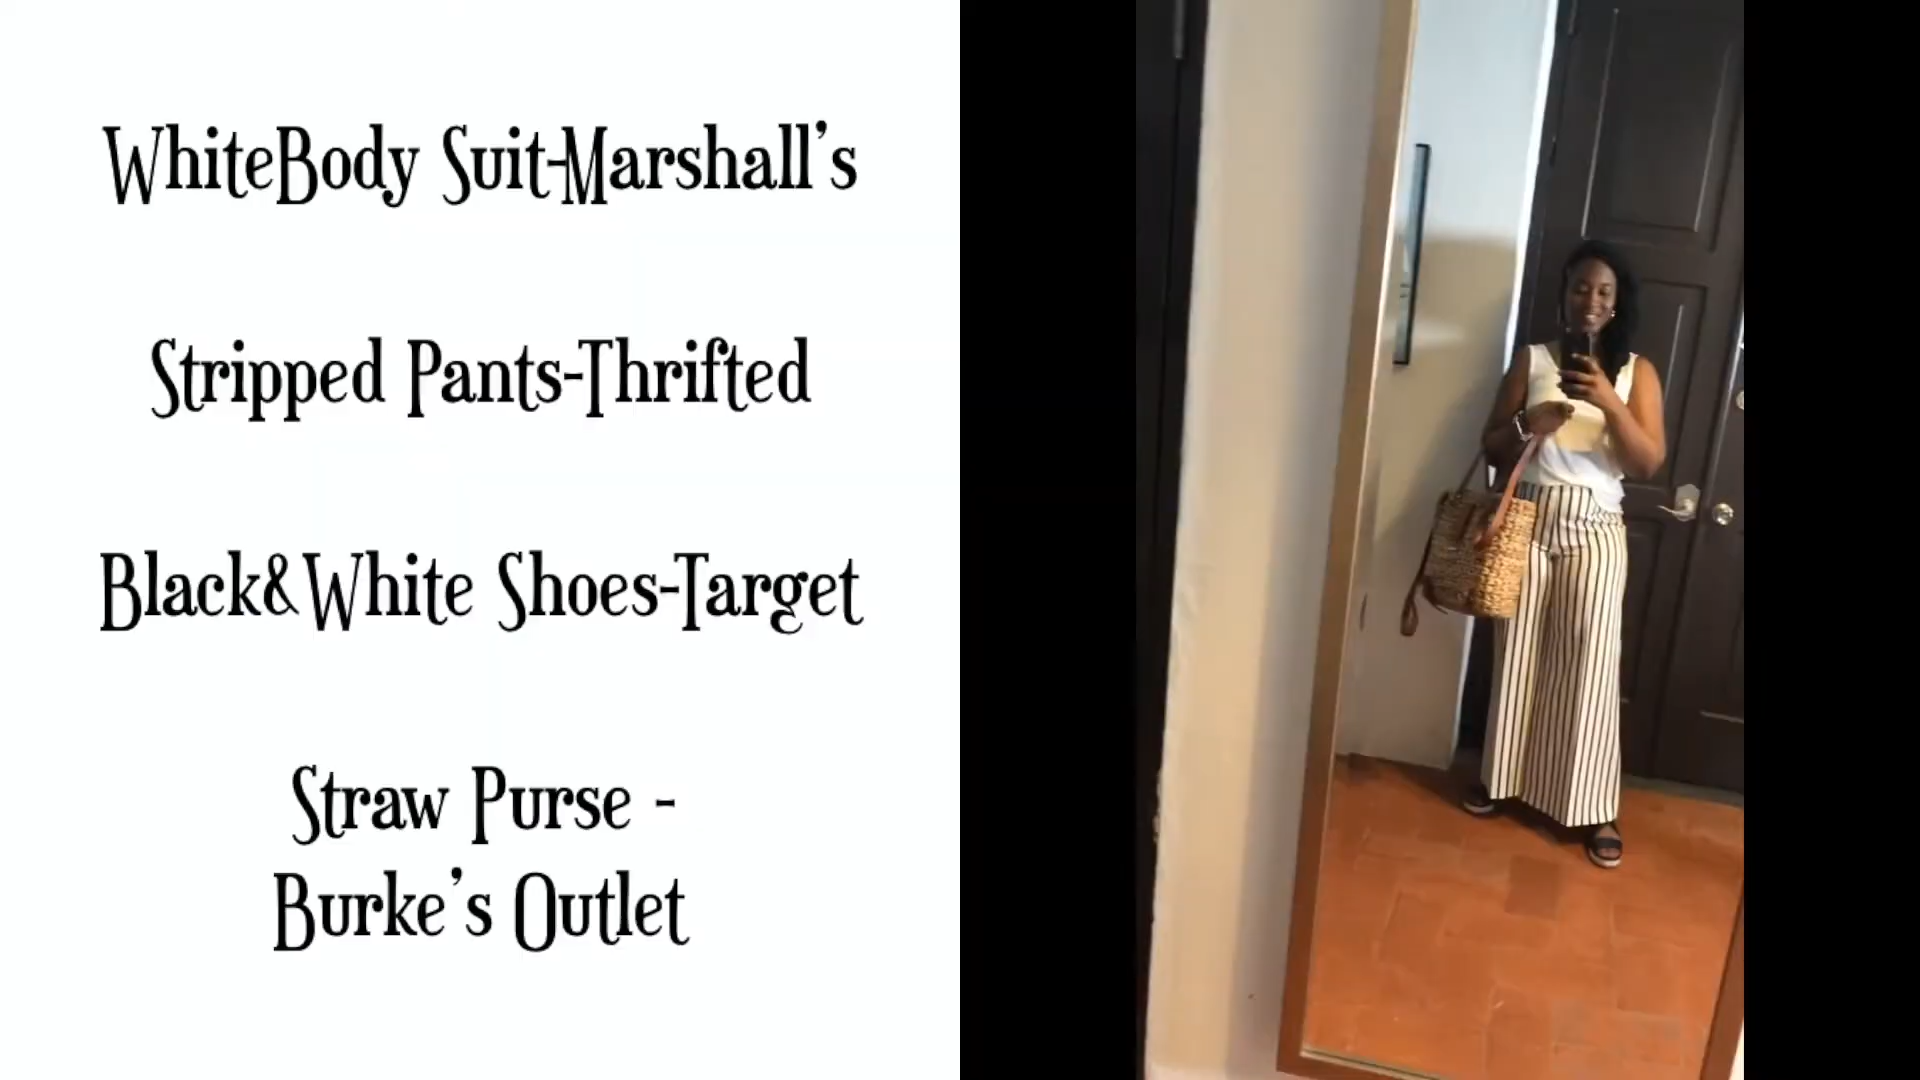 WhiteBody Suit-Marshall's
Stripped Pants-Thrifted
Black&White Shoes-Target
Straw Purse -
Burke's Outlet